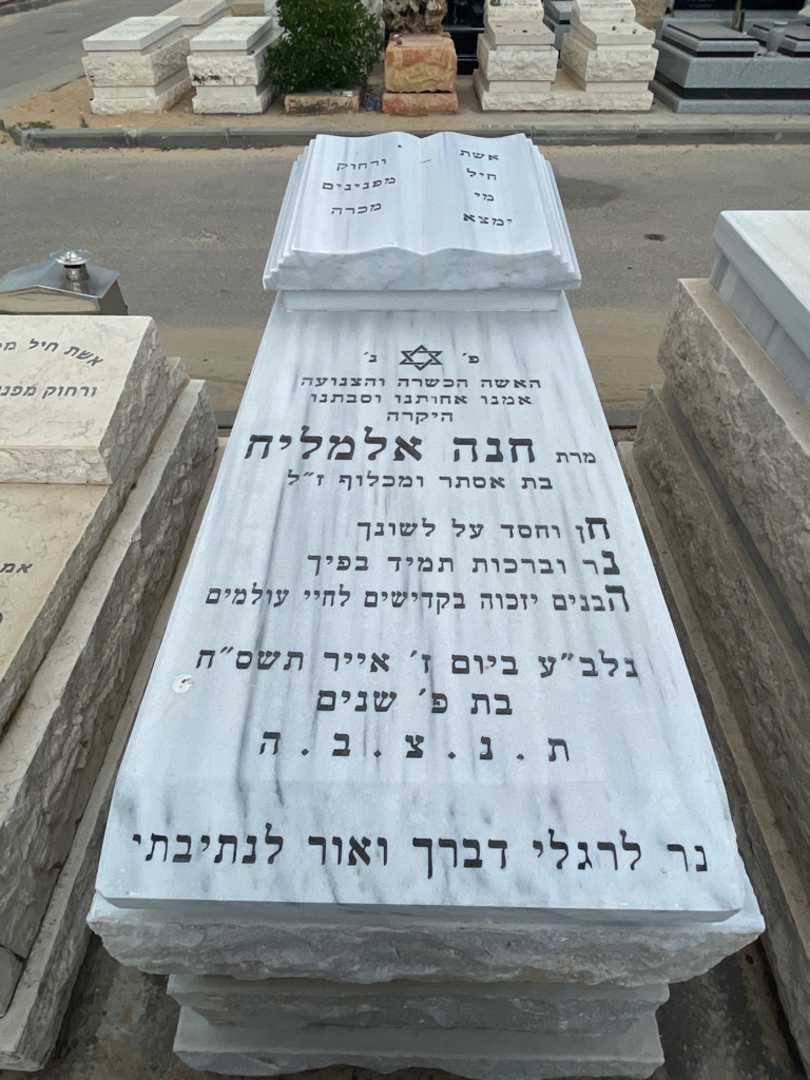 אשת
חיל
מי
ימצא
ורחוק
מפנינים
מכרה
פ׳ נ׳
האשה הכשרה והצנועה
אמנו אחותנו וסבתנו
היקרה
מרת חנה אלמליח
בת אסתר ומכלוף ז״ל
חן וחסד על לשונך
נר וברכות תמיד בפיך
הבנים יזכוה בקדישים לחיי עולמים
נלב״ע ביום ז׳ אייר תשס״ח
בת פ׳ שנים
ת . נ . צ . ב . ה
נר לרגלי דברך ואור לנתיבתי
אשת חיל
ורחוק